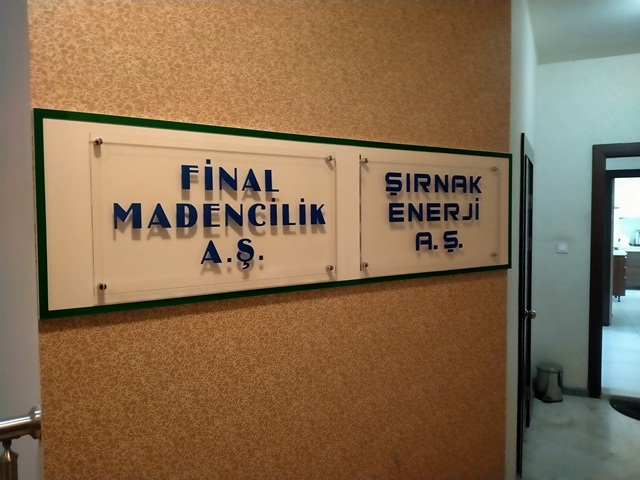 FİNAL
MADENCİLİK
A.Ş.
ŞIRNAK
ENERJİ
A.Ş.